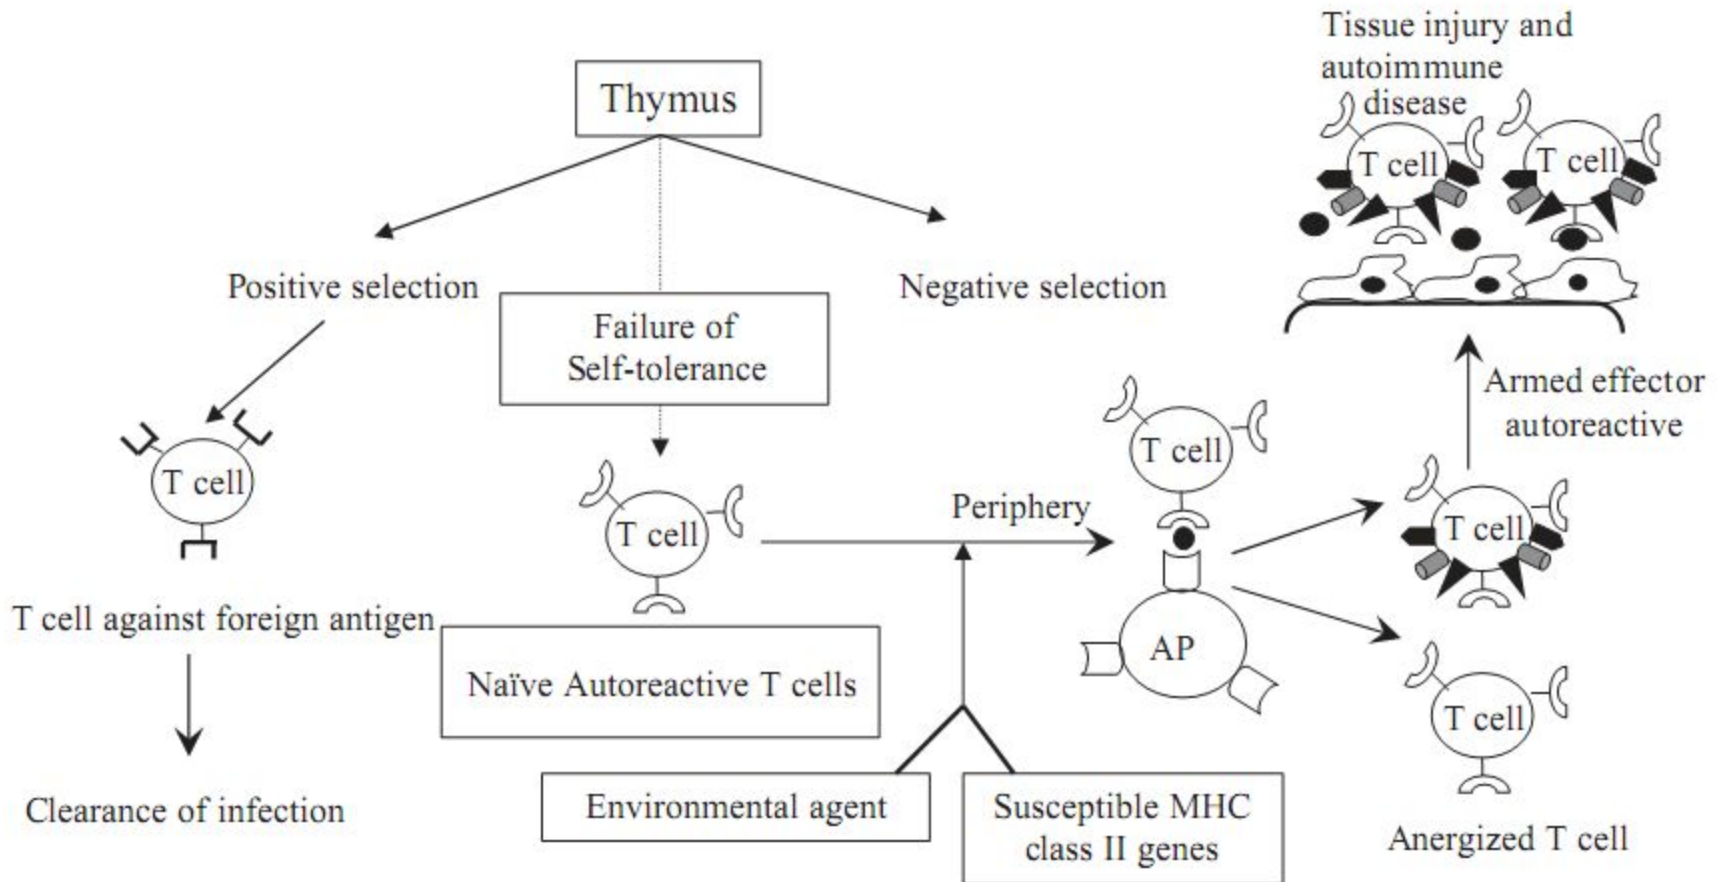 Tissue injury and
autoimmune
disease
Thymus
T cell
T cell
Positive selection
Negative selection
Failure of
Self-tolerance
Armed effector
autoreactive
T cell
T cell
T cell
Periphery
T cell
T cell against foreign antigen
AP
Naïve Autoreactive T cells
T cell
Clearance of infection
Environmental agent
Susceptible MHC
class II genes
Anergized T cell